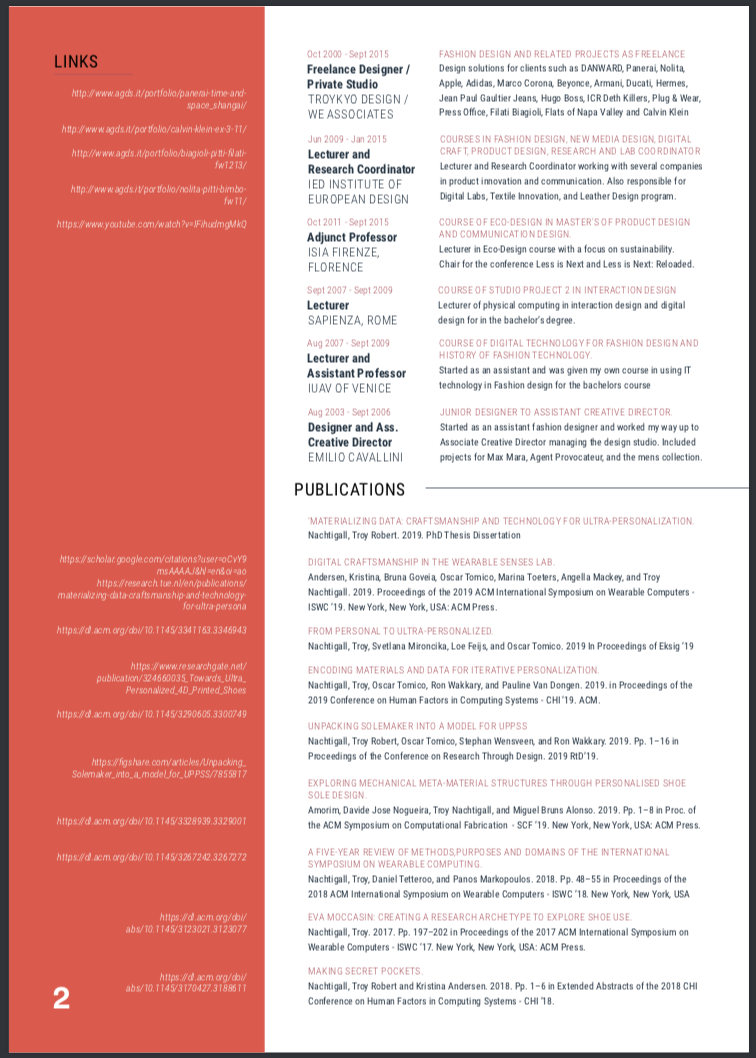 LINKS
http://www.agds.it/portfolio/panerai-time-and-
space_shangai/
http://www.agds.it/portfolio/calvin-klein-ex-3-11/
http://www.agds.it/portfolio/biagioli-pitti-filati-
fw1213/
http://www.agds.it/portfolio/nolita-pitti-bimbo-
fw11/
https://www.youtube.com/watch?v=IFihudmgMkQ
Oct 2000 - Sept 2015
Freelance Designer /
Private Studio
TROYKYO DESIGN /
WE ASSOCIATES
FASHION DESIGN AND RELATED PROJECTS AS FREELANCE
Design solutions for clients such as DANWARD, Panerai, Nolita,
Apple, Adidas, Marco Corona, Beyonce, Armani, Ducati, Hermes,
Jean Paul Gaultier Jeans, Hugo Boss, ICR Deth Killers, Plug & Wear,
Press Office, Filati Biagioli, Flats of Napa Valley and Calvin Klein
Jun 2009 - Jan 2015
Lecturer and
Research Coordinator
IED INSTITUTE OF
EUROPEAN DESIGN
COURSES IN FASHION DESIGN, NEW MEDIA DESIGN, DIGITAL
CRAFT, PRODUCT DESIGN, RESEARCH AND LAB COORDINATOR
Lecturer and Research Coordinator working with several companies
in product innovation and communication. Also responsible for
Digital Labs, Textile Innovation, and Leather Design program.
Oct 2011 - Sept 2015
Adjunct Professor
ISIA FIRENZE,
FLORENCE
COURSE OF ECO-DESIGN IN MASTER'S OF PRODUCT DESIGN
AND COMMUNICATION DESIGN.
Lecturer in Eco-Design course with a focus on sustainability.
Chair for the conference Less is Next and Less is Next: Reloaded.
Sept 2007 - Sept 2009
Lecturer
SAPIENZA, ROME
COURSE OF STUDIO PROJECT 2 IN INTERACTION DESIGN
Lecturer of physical computing in interaction design and digital
design for in the bachelor's degree.
Aug 2007 - Sept 2009
Lecturer and
Assistant Professor
IUAV OF VENICE
COURSE OF DIGITAL TECHNOLOGY FOR FASHION DESIGN AND
HISTORY OF FASHION TECHNOLOGY.
Started as an assistant and was given my own course in using IT
technology in Fashion design for the bachelors course
Aug 2003 - Sept 2006
Designer and Ass.
Creative Director
EMILIO CAVALLINI
JUNIOR DESIGNER TO ASSISTANT CREATIVE DIRECTOR.
Started as an assistant fashion designer and worked my way up to
Associate Creative Director managing the design studio. Included
projects for Max Mara, Agent Provocateur, and the mens collection.
PUBLICATIONS
'MATERIALIZING DATA: CRAFTSMANSHIP AND TECHNOLOGY FOR ULTRA-PERSONALIZATION.
Nachtigall, Troy Robert. 2019. PhD Thesis Dissertation
https://scholar.google.com/citations?user=oCvY9
msAAAAJ&hl=en&oi=ao
https://research.tue.nl/en/publications/
materializing-data-craftsmanship-and-technology-
for-ultra-persona
DIGITAL CRAFTSMANSHIP IN THE WEARABLE SENSES LAB.
Andersen, Kristina, Bruna Goveia, Oscar Tomico, Marina Toeters, Angella Mackey, and Troy
Nachtigall. 2019. Proceedings of the 2019 ACM International Symposium on Wearable Computers -
ISWC '19. New York, New York, USA: ACM Press.
https://dl.acm.org/doi/10.1145/3341163.3346943
FROM PERSONAL TO ULTRA-PERSONALIZED.
Nachtigall, Troy, Svetlana Mironcika, Loe Feijs, and Oscar Tomico. 2019 In Proceedings of Eksig '19
https://www.researchgate.net/
publication/324660035_Towards_Ultra_
Personalized_4D_Printed_Shoes
ENCODING MATERIALS AND DATA FOR ITERATIVE PERSONALIZATION.
Nachtigall, Troy, Oscar Tomico, Ron Wakkary, and Pauline Van Dongen. 2019. in Proceedings of the
2019 Conference on Human Factors in Computing Systems - CHI '19. ACM.
https://dl.acm.org/doi/10.1145/3290605.3300749
UNPACKING SOLEMAKER INTO A MODEL FOR UPPSS
Nachtigall, Troy Robert, Oscar Tomico, Stephan Wensveen, and Ron Wakkary. 2019. Pp. 1–16 in
Proceedings of the Conference on Research Through Design. 2019 RtD'19.
https://figshare.com/articles/Unpacking_
Solemaker_into_a_model_for_UPPSS/7855817
EXPLORING MECHANICAL META-MATERIAL STRUCTURES THROUGH PERSONALISED SHOE
SOLE DESIGN.
Amorim, Davide Jose Nogueira, Troy Nachtigall, and Miguel Bruns Alonso. 2019. Pp. 1–8 in Proc. of
the ACM Symposium on Computational Fabrication - SCF '19. New York, New York, USA: ACM Press.
https://dl.acm.org/doi/10.1145/3328939.3329001
A FIVE-YEAR REVIEW OF METHODS,PURPOSES AND DOMAINS OF THE INTERNATIONAL
SYMPOSIUM ON WEARABLE COMPUTING.
Nachtigall, Troy, Daniel Tetteroo, and Panos Markopoulos. 2018. Pp. 48–55 in Proceedings of the
2018 ACM International Symposium on Wearable Computers - ISWC '18. New York, New York, USA
https://dl.acm.org/doi/10.1145/3267242.3267272
EVA MOCCASIN: CREATING A RESEARCH ARCHETYPE TO EXPLORE SHOE USE.
Nachtigall, Troy. 2017. Pp. 197–202 in Proceedings of the 2017 ACM International Symposium on
Wearable Computers - ISWC '17. New York, New York, USA: ACM Press.
https://dl.acm.org/doi/
abs/10.1145/3123021.3123077
MAKING SECRET POCKETS.
Nachtigall, Troy Robert and Kristina Andersen. 2018. Pp. 1–6 in Extended Abstracts of the 2018 CHI
Conference on Human Factors in Computing Systems - CHI '18.
https://dl.acm.org/doi/
abs/10.1145/3170427.3188611
2